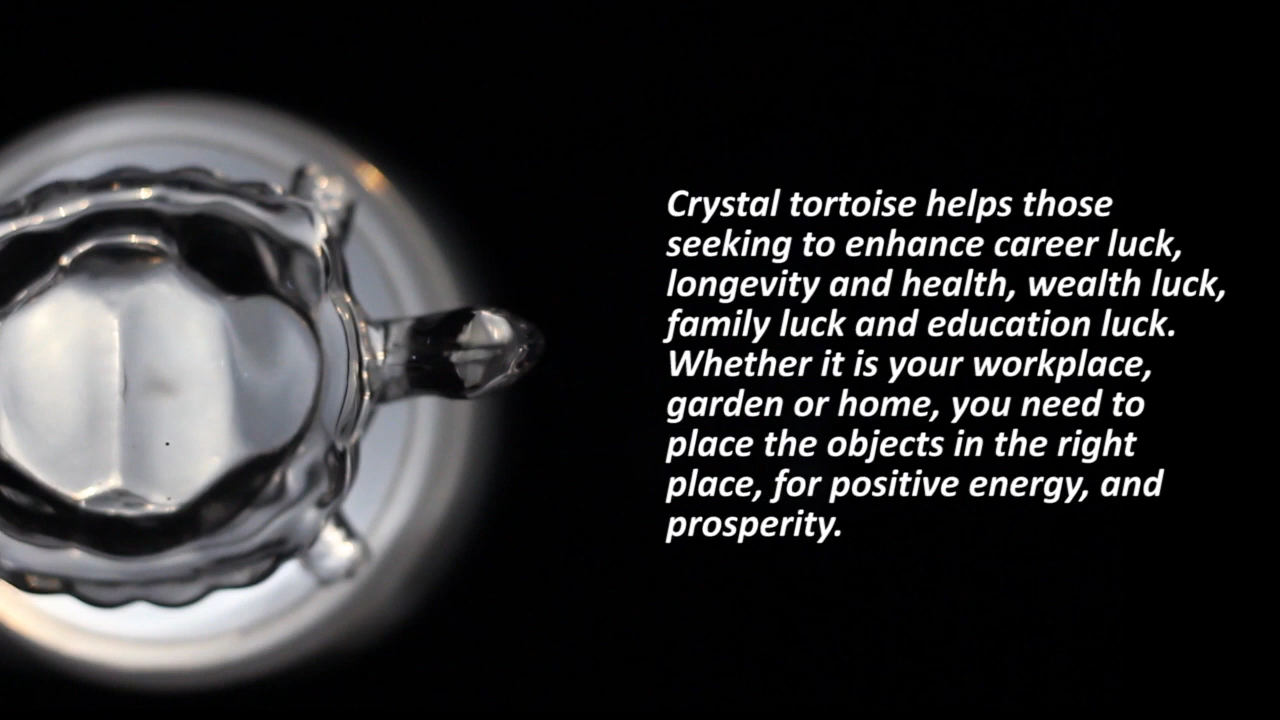 Crystal tortoise helps those
seeking to enhance career luck,
longevity and health, wealth luck,
family luck and education luck.
Whether it is your workplace,
garden or home, you need to
place the objects in the right
place, for positive energy, and
prosperity.